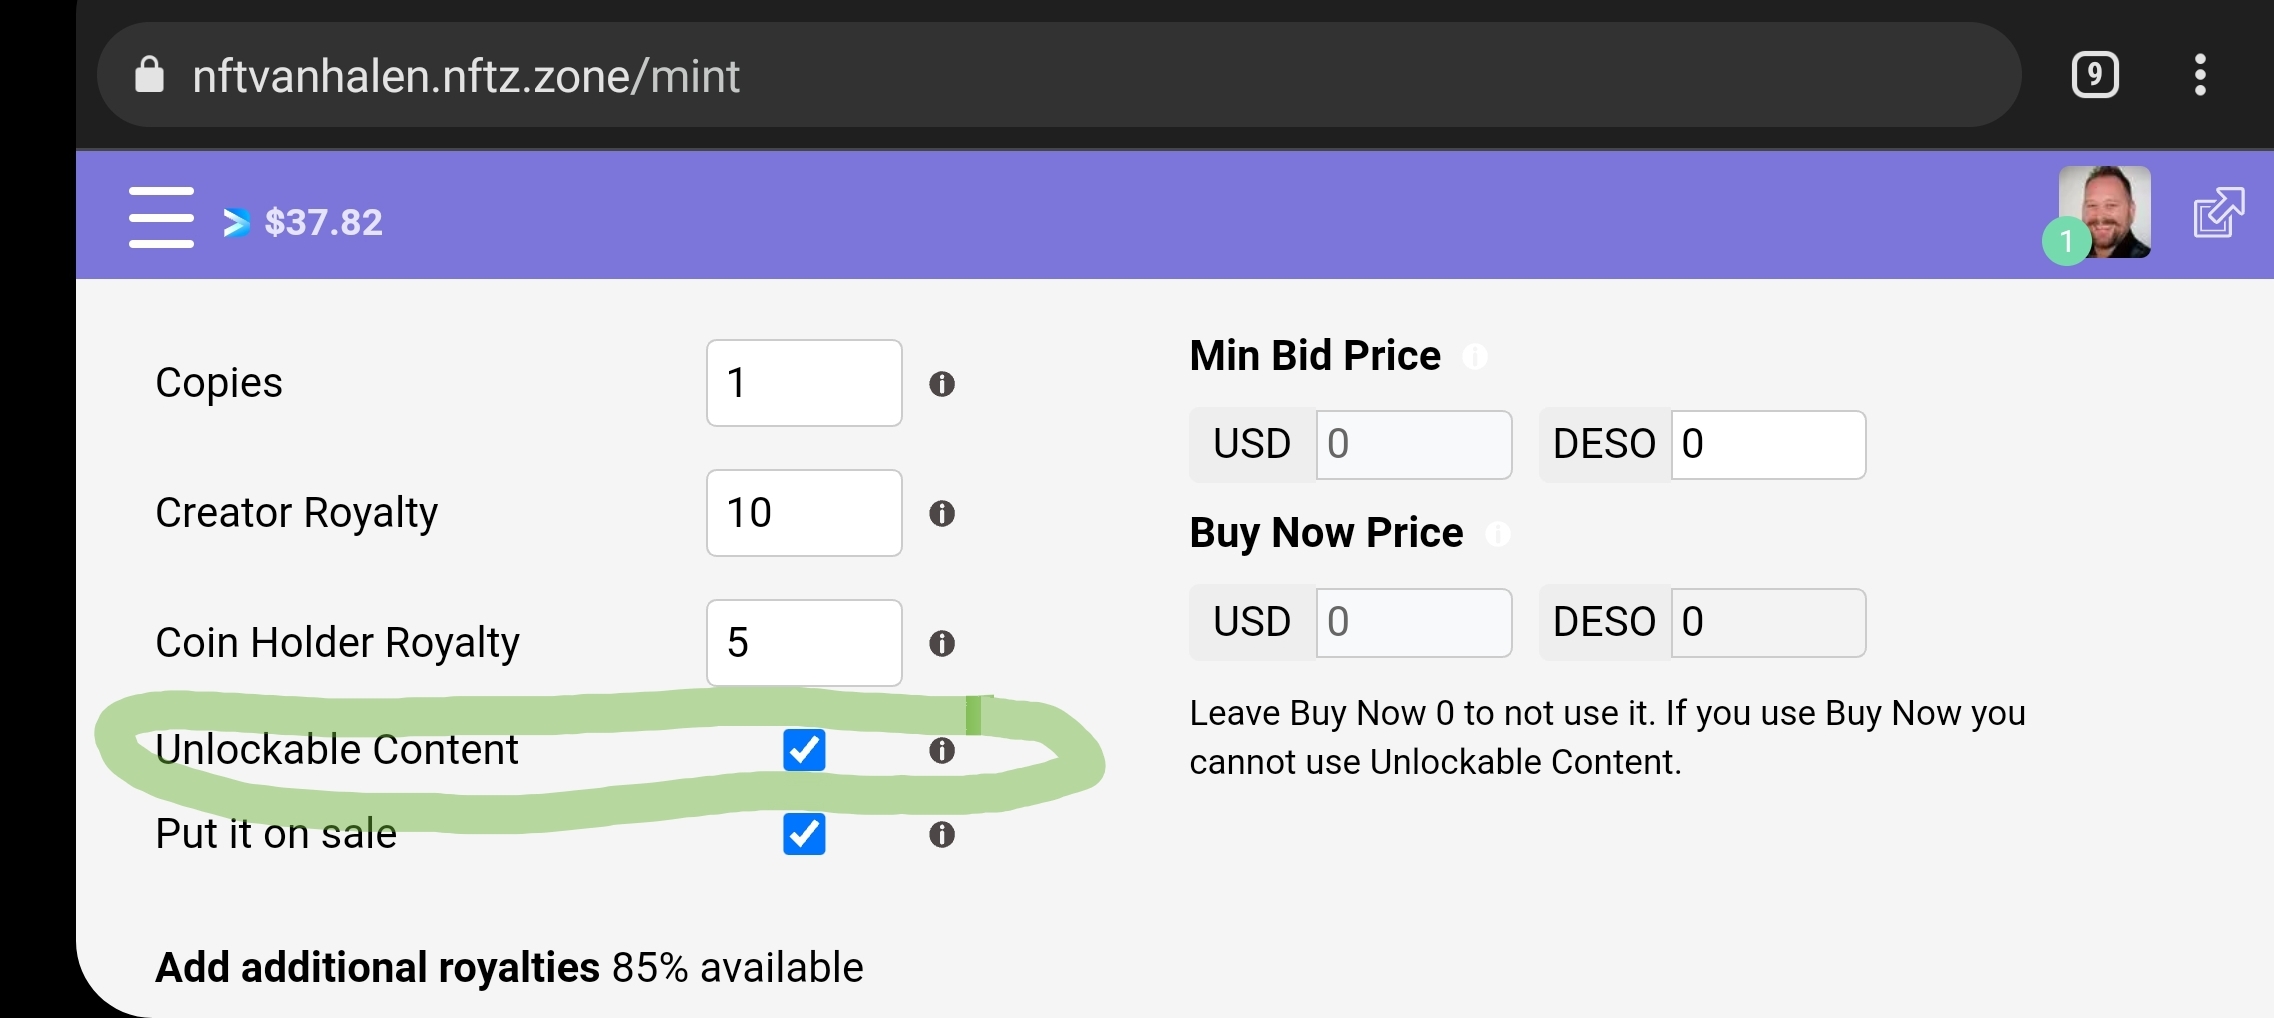 nftvanhalen.nftz.zone/mint
9
$37.82
1
Copies
1
Creator Royalty
10
Coin Holder Royalty
5
Unlockable Content
Put it on sale
Add additional royalties 85% available
Min Bid Price
USD 0 DESO 0
Buy Now Price
USD 0 DESO 0
Leave Buy Now 0 to not use it. If you use Buy Now you
cannot use Unlockable Content.